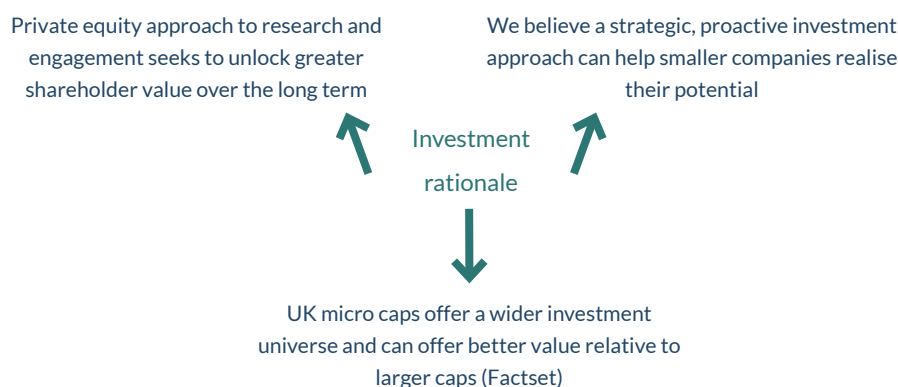 Private equity approach to research and
engagement seeks to unlock greater
shareholder value over the long term
We believe a strategic, proactive investment
approach can help smaller companies realise
their potential
Investment
rationale
UK micro caps offer a wider investment
universe and can offer better value relative to
larger caps (Factset)